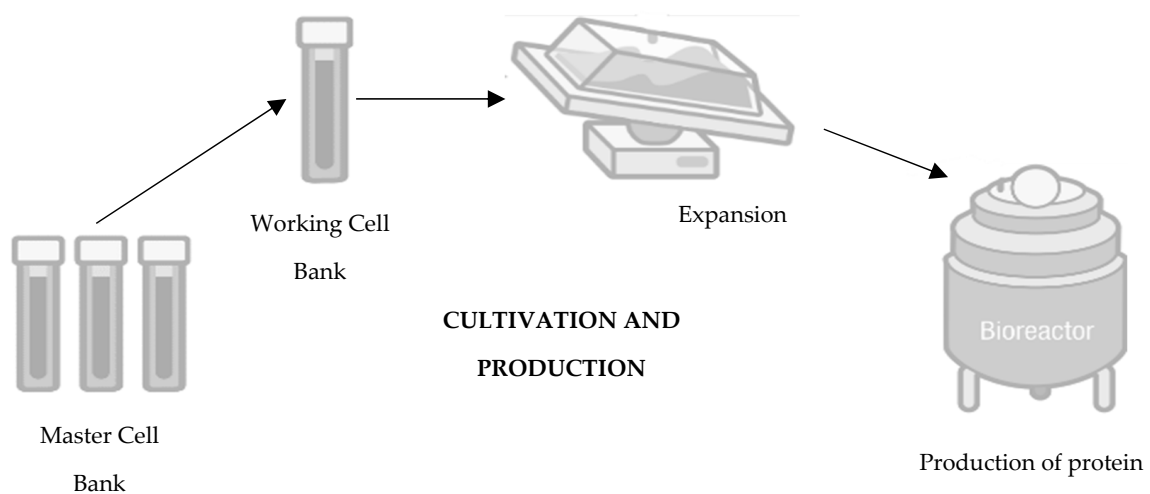 Master Cell
Bank
Working Cell
Bank
Expansion
CULTIVATION AND
PRODUCTION
Bioreactor
Production of protein